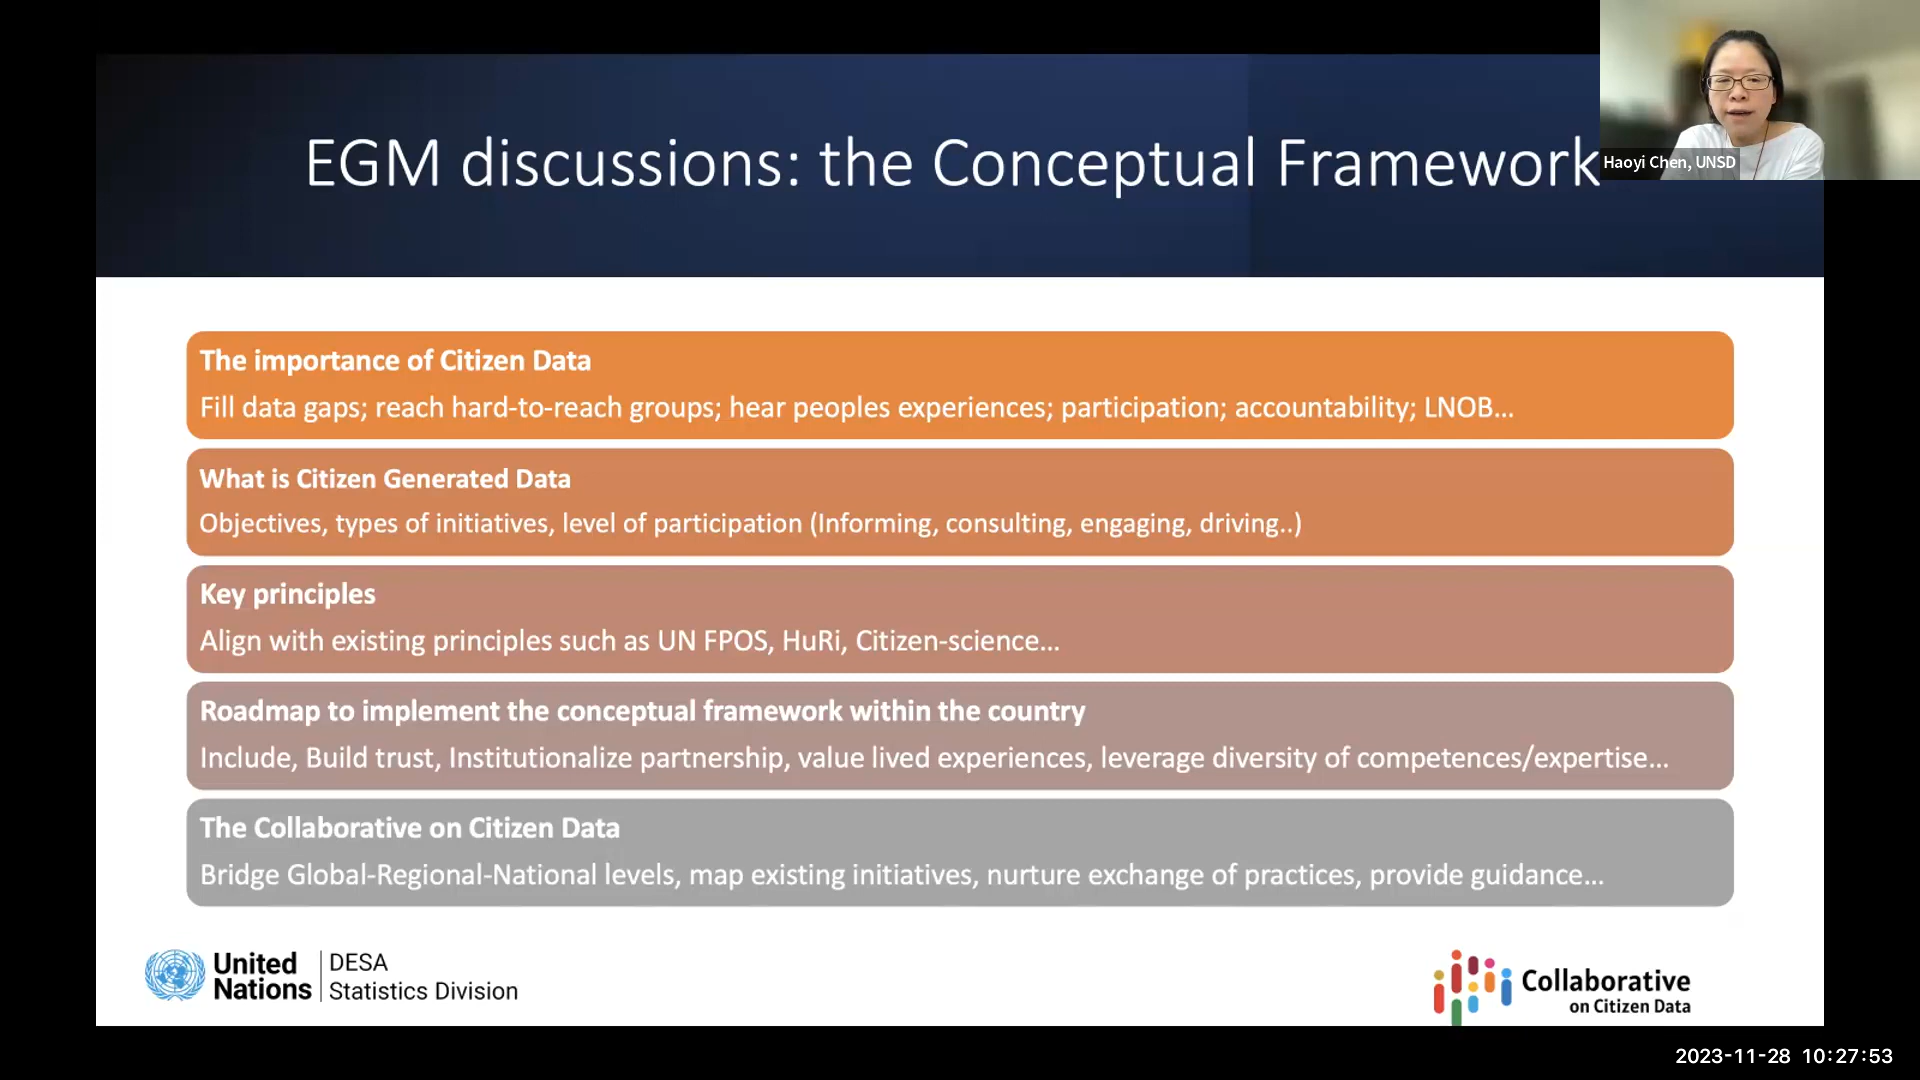 EGM discussions: the Conceptual Framework
Haoyi Chen, UNSD
The importance of Citizen Data
Fill data gaps; reach hard-to-reach groups; hear peoples experiences; participation; accountability; LNOB...
What is Citizen Generated Data
Objectives, types of initiatives, level of participation (Informing, consulting, engaging, driving..)
Key principles
Align with existing principles such as UN FPOS, HuRi, Citizen-science...
Roadmap to implement the conceptual framework within the country
Include, Build trust, Institutionalize partnership, value lived experiences, leverage diversity of competences/expertise...
The Collaborative on Citizen Data
Bridge Global-Regional-National levels, map existing initiatives, nurture exchange of practices, provide guidance...
United Nations
DESA
Statistics Division
Collaborative
on Citizen Data
2023-11-28 10:27:53